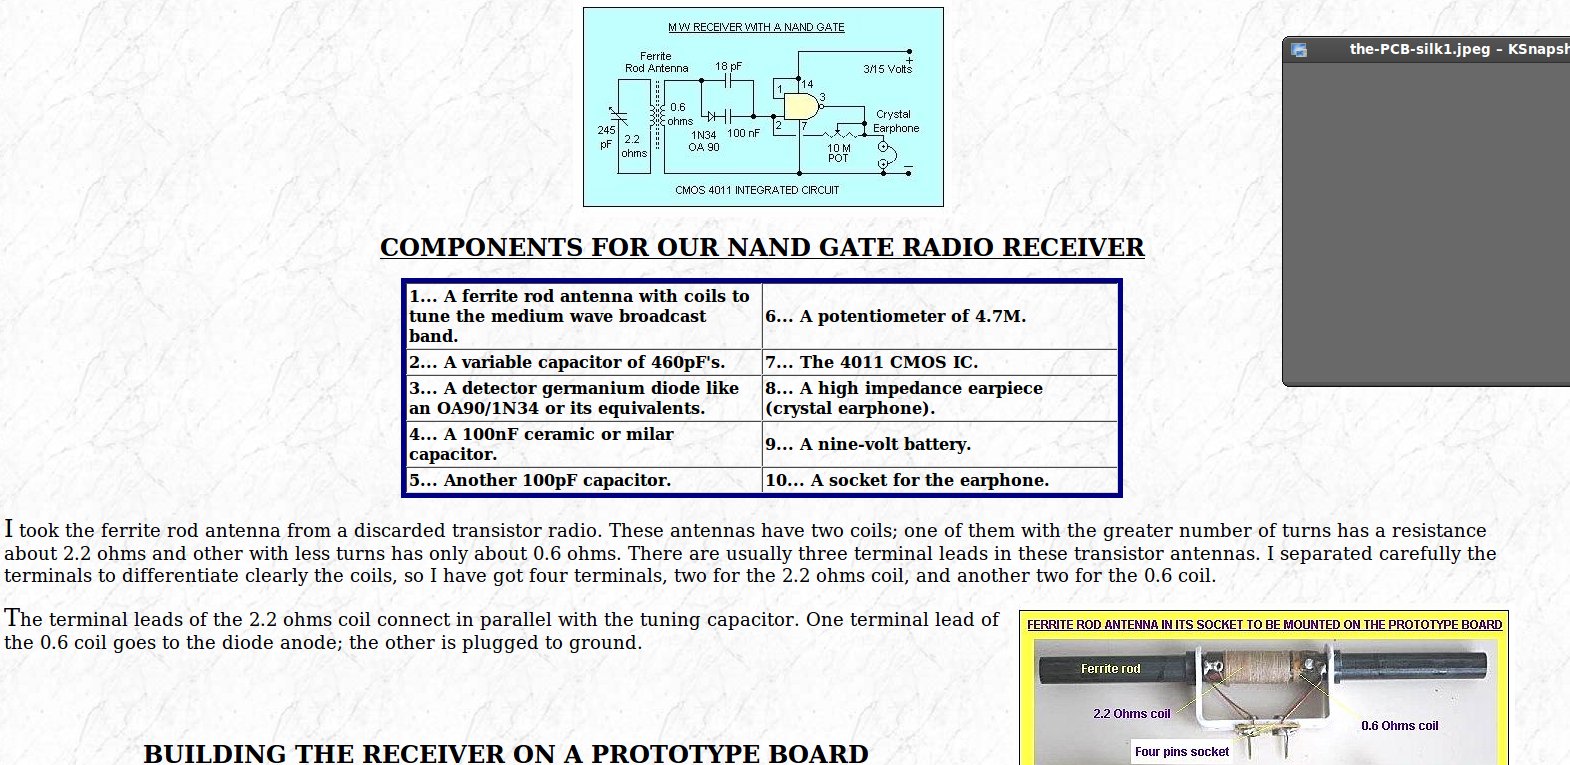 M W RECEIVER WITH A NAND GATE
Ferrite
Rod Antenna
18 pF
3/15 Volts
+
14
1
3
0.6
ohms
Crystal
Earphone
245
pF
2.2
ohms
1N34
OA 90
100 nF
2
7
10 M
POT
−
CMOS 4011 INTEGRATED CIRCUIT
the-PCB-silk1.jpeg – KSnapsh
COMPONENTS FOR OUR NAND GATE RADIO RECEIVER
1... A ferrite rod antenna with coils to
tune the medium wave broadcast
band.
6... A potentiometer of 4.7M.
2... A variable capacitor of 460pF's.
7... The 4011 CMOS IC.
3... A detector germanium diode like
an OA90/1N34 or its equivalents.
8... A high impedance earpiece
(crystal earphone).
4... A 100nF ceramic or milar
capacitor.
9... A nine-volt battery.
5... Another 100pF capacitor.
10... A socket for the earphone.
I took the ferrite rod antenna from a discarded transistor radio. These antennas have two coils; one of them with the greater number of turns has a resistance
about 2.2 ohms and other with less turns has only about 0.6 ohms. There are usually three terminal leads in these transistor antennas. I separated carefully the
terminals to differentiate clearly the coils, so I have got four terminals, two for the 2.2 ohms coil, and another two for the 0.6 coil.
The terminal leads of the 2.2 ohms coil connect in parallel with the tuning capacitor. One terminal lead of
the 0.6 coil goes to the diode anode; the other is plugged to ground.
FERRITE ROD ANTENNA IN ITS SOCKET TO BE MOUNTED ON THE PROTOTYPE BOARD
Ferrite rod
2.2 Ohms coil
0.6 Ohms coil
Four pins socket
BUILDING THE RECEIVER ON A PROTOTYPE BOARD